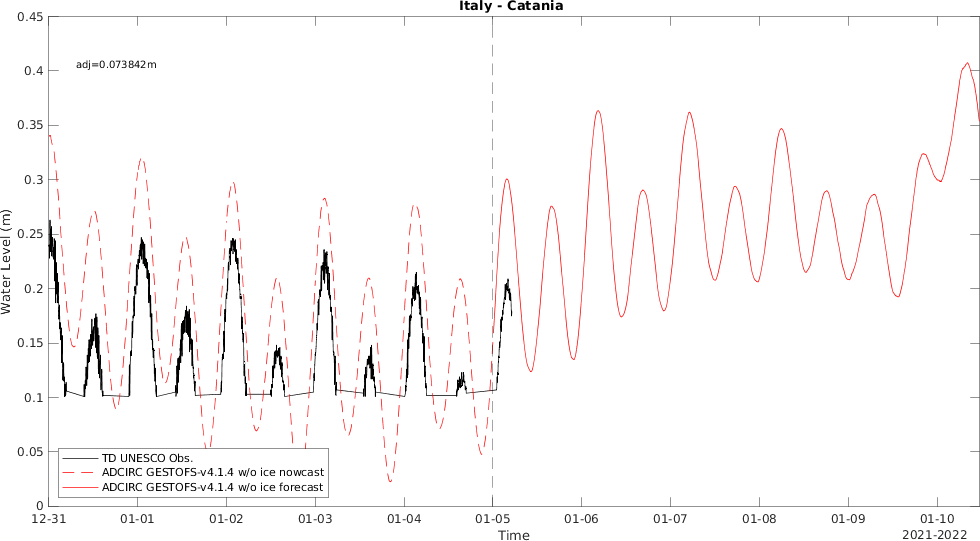 Italy - Catania
adj=0.073842m
Water Level (m)
0.45
0.4
0.35
0.3
0.25
0.2
0.15
0.1
0.05
0
TD UNESCO Obs.
ADCIRC GESTOFS-v4.1.4 w/o ice nowcast
ADCIRC GESTOFS-v4.1.4 w/o ice forecast
12-31 01-01 01-02 01-03 01-04 01-05 01-06 01-07 01-08 01-09 01-10
Time
2021-2022